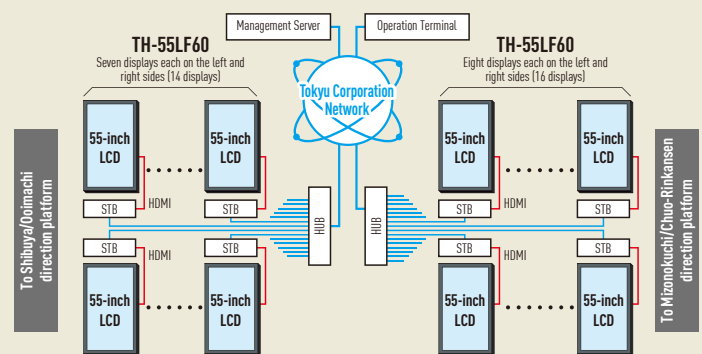 Management Server
Operation Terminal
TH-55LF60
Seven displays each on the left and
right sides (14 displays)
TH-55LF60
Eight displays each on the left and
right sides (16 displays)
Tokyu Corporation
Network
To Shibuya/Ooimachi
direction platform
55-inch
LCD
55-inch
LCD
STB
HDMI
STB
STB
HDMI
STB
55-inch
LCD
55-inch
LCD
HUB
HUB
55-inch
LCD
55-inch
LCD
STB
HDMI
STB
STB
HDMI
STB
55-inch
LCD
55-inch
LCD
To Mizonokuchi/Chuo-Rinkansen
direction platform